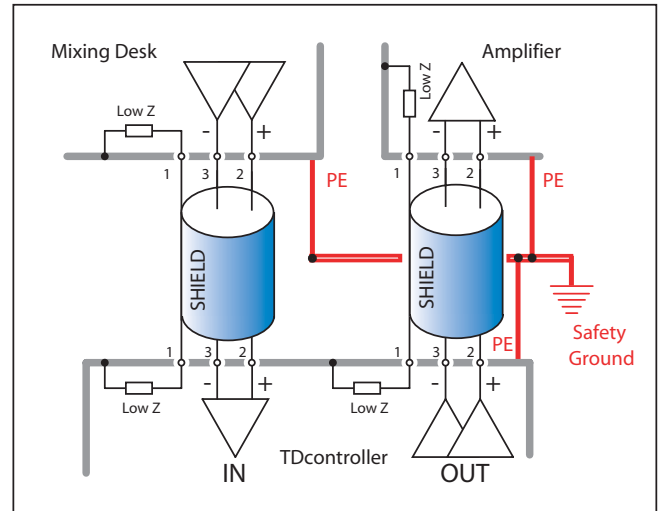 Mixing Desk
Amplifier
Low Z
Low Z
- +
- +
1 3 2
1 3 2
PE
PE
SHIELD
SHIELD
1 3 2
1 3 2
PE
Safety
Ground
- +
- +
Low Z
Low Z
TDcontroller
IN
OUT